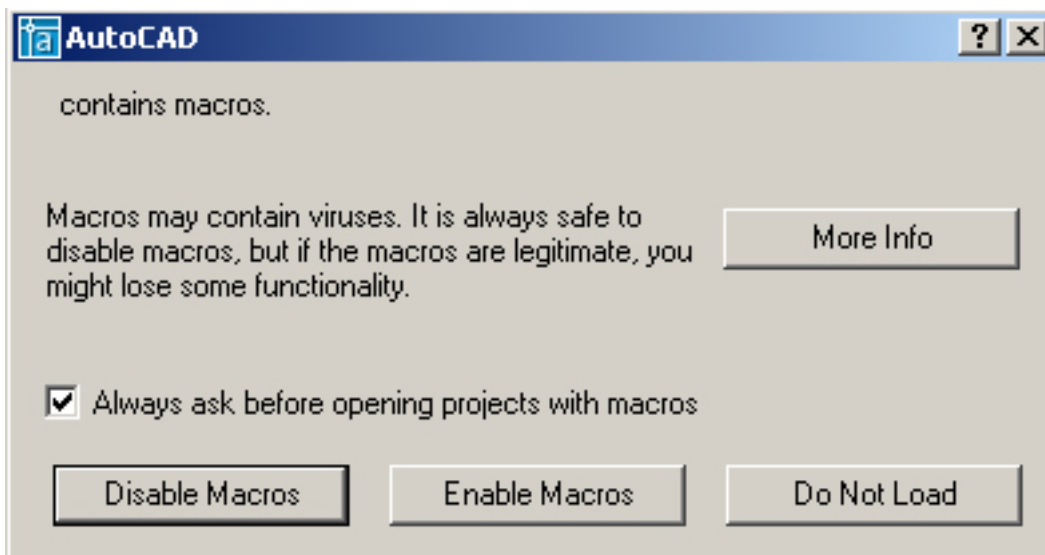 AutoCAD
contains macros.
Macros may contain viruses. It is always safe to
disable macros, but if the macros are legitimate, you
might lose some functionality.
More Info
Always ask before opening projects with macros
Disable Macros
Enable Macros
Do Not Load